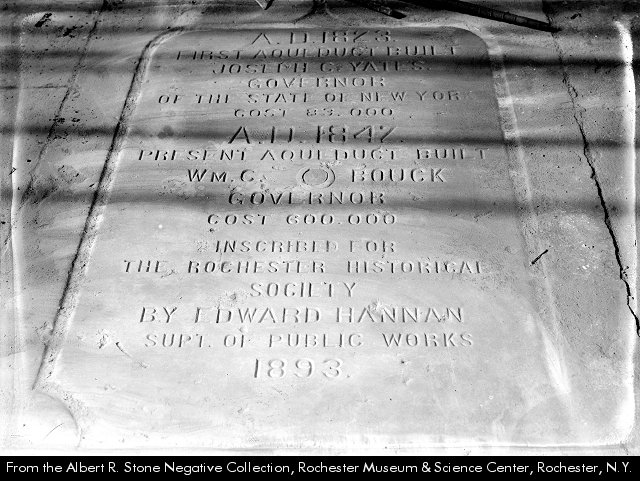 A.D. 1823.
FIRST AQUEDUCT BUILT
JOSEPH C. YATES
GOVERNOR
OF THE STATE OF NEW YOR
COST 83.000
A.D. 1847.
PRESENT AQUEDUCT BUILT
WM. C. BOUCK
GOVERNOR
COST 600.000
INSCRIBED FOR
THE ROCHESTER HISTORICAL
SOCIETY
BY EDWARD HANNAN
SUPT. OF PUBLIC WORKS
1893.
From the Albert R. Stone Negative Collection, Rochester Museum & Science Center, Rochester, N.Y.